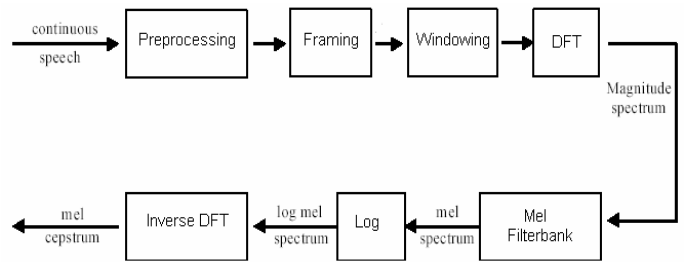 continuous
speech
Preprocessing
Framing
Windowing
DFT
Magnitude
spectrum
Mel
Filterbank
mel
spectrum
Log
log mel
spectrum
Inverse DFT
mel
cepstrum